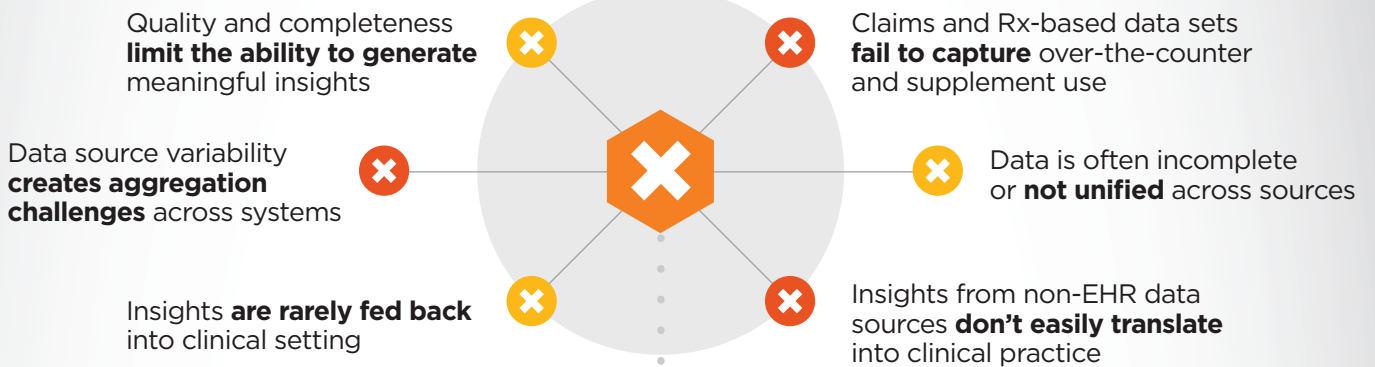 Quality and completeness
limit the ability to generate
meaningful insights
Claims and Rx-based data sets
fail to capture over-the-counter
and supplement use
Data source variability
creates aggregation
challenges across systems
Data is often incomplete
or not unified across sources
Insights are rarely fed back
into clinical setting
Insights from non-EHR data
sources don’t easily translate
into clinical practice